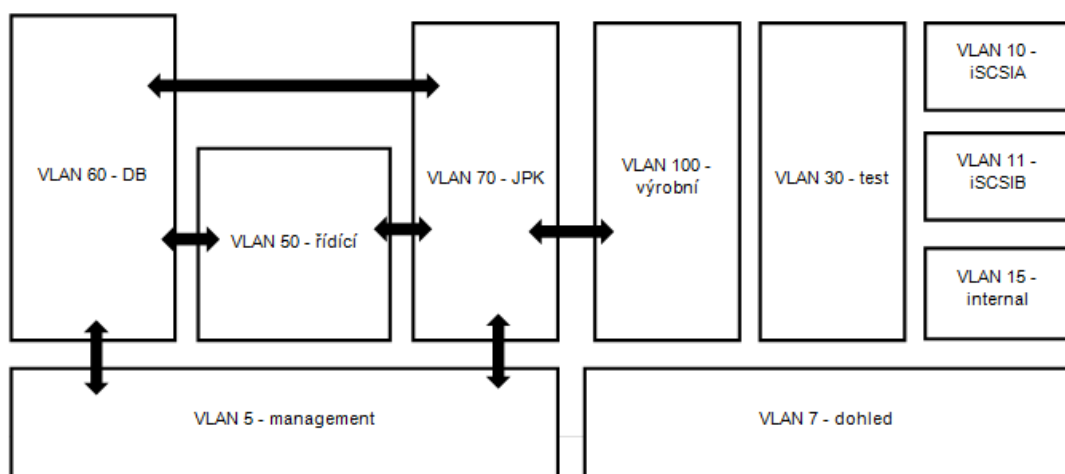 VLAN 60 - DB
VLAN 50 - řídící
VLAN 70 - JPK
VLAN 100 -
výrobní
VLAN 30 - test
VLAN 10 -
iSCSIA
VLAN 11 -
iSCSIB
VLAN 15 -
internal
VLAN 5 - management
VLAN 7 - dohled